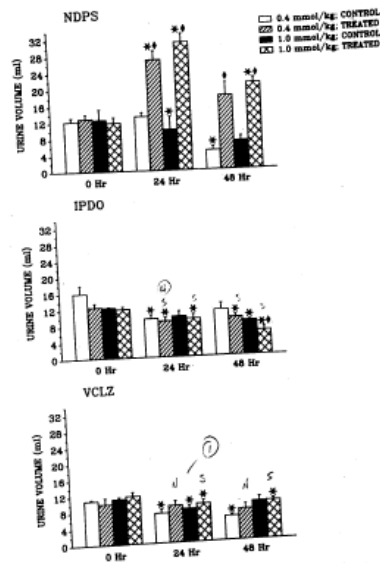 NDPS
0.4 mmol/kg; CONTROL
0.4 mmol/kg; TREATED
1.0 mmol/kg; CONTROL
1.0 mmol/kg; TREATED
URINE VOLUME (ml)
32
28
24
20
16
12
8
4
0
0 Hr
24 Hr
48 Hr
IPDO
URINE VOLUME (ml)
32
28
24
20
16
12
8
4
0
S
S
S
S
0 Hr
24 Hr
48 Hr
VCLZ
URINE VOLUME (ml)
32
28
24
20
16
12
8
4
0
N
S
N
S
0 Hr
24 Hr
48 Hr